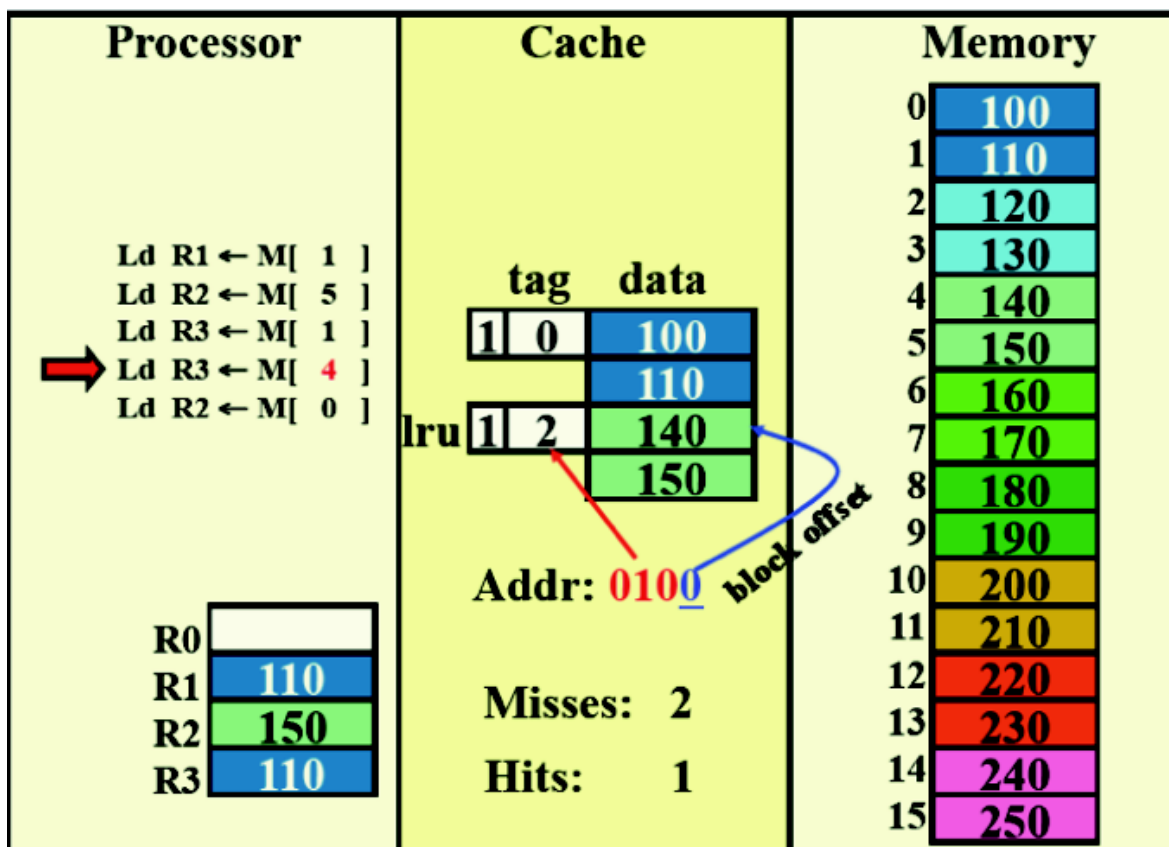 Processor
Ld R1 ← M[ 1 ]
Ld R2 ← M[ 5 ]
Ld R3 ← M[ 1 ]
Ld R3 ← M[ 4 ]
Ld R2 ← M[ 0 ]
R0
R1 110
R2 150
R3 110
Cache
tag data
1 0 100
110
lru 1 2 140
150
Addr: 0100
block offset
Misses: 2
Hits: 1
Memory
0 100
1 110
2 120
3 130
4 140
5 150
6 160
7 170
8 180
9 190
10 200
11 210
12 220
13 230
14 240
15 250